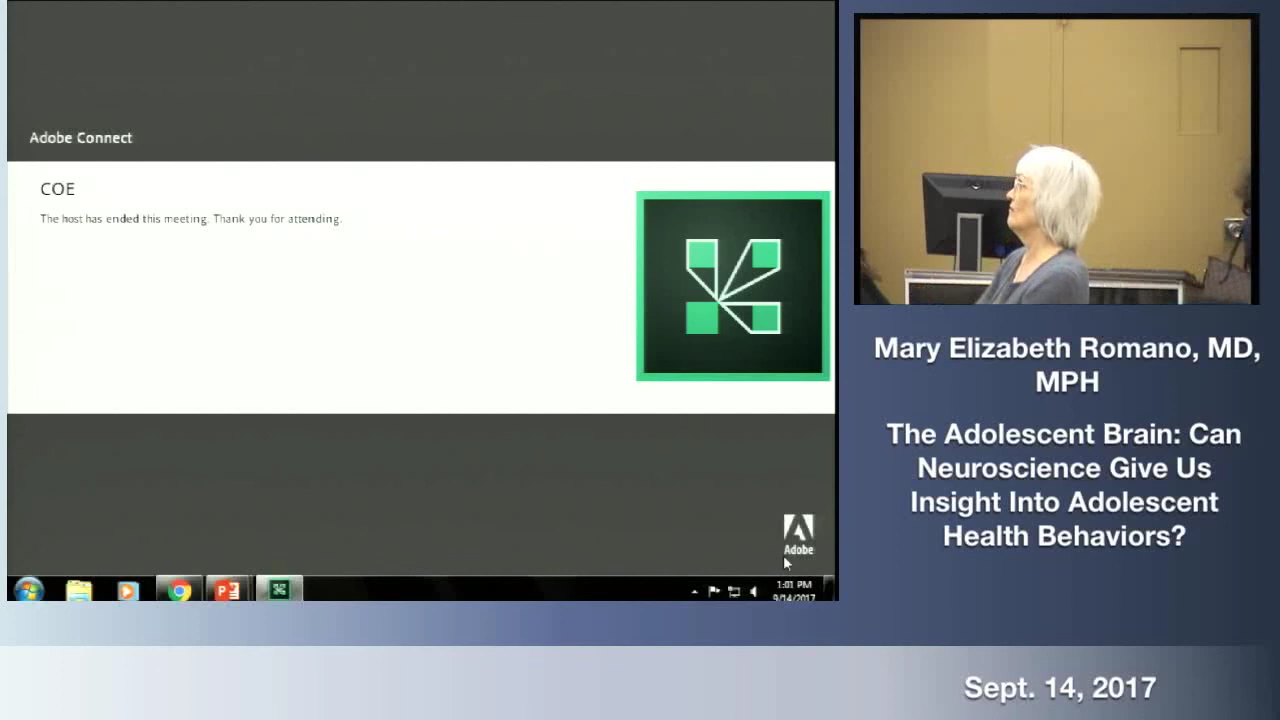 Adobe Connect
COE
The host has ended this meeting. Thank you for attending.
Adobe
1:01 PM
9/14/2017
Mary Elizabeth Romano, MD,
MPH
The Adolescent Brain: Can
Neuroscience Give Us
Insight Into Adolescent
Health Behaviors?
Sept. 14, 2017